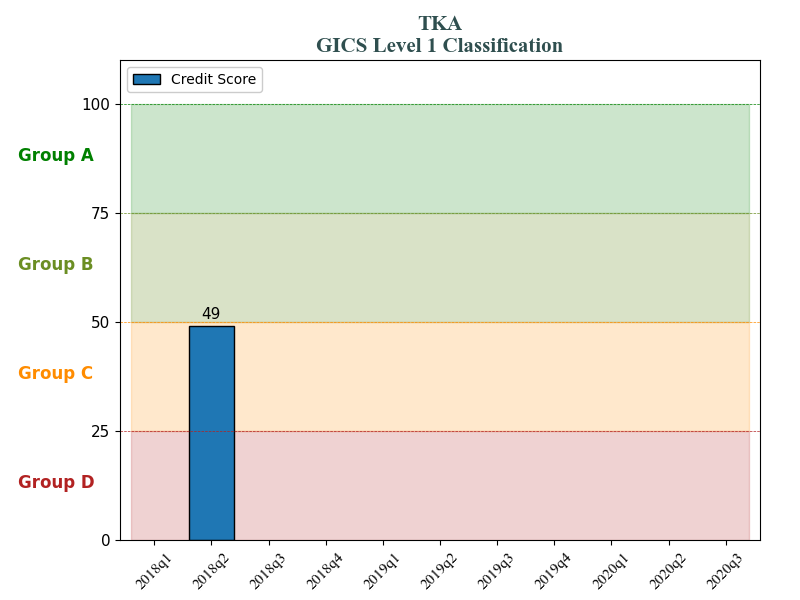 TKA
GICS Level 1 Classification
Credit Score
100
Group A
75
Group B
49
50
Group C
25
Group D
0
2018q1
2018q2
2018q3
2018q4
2019q1
2019q2
2019q3
2019q4
2020q1
2020q2
2020q3